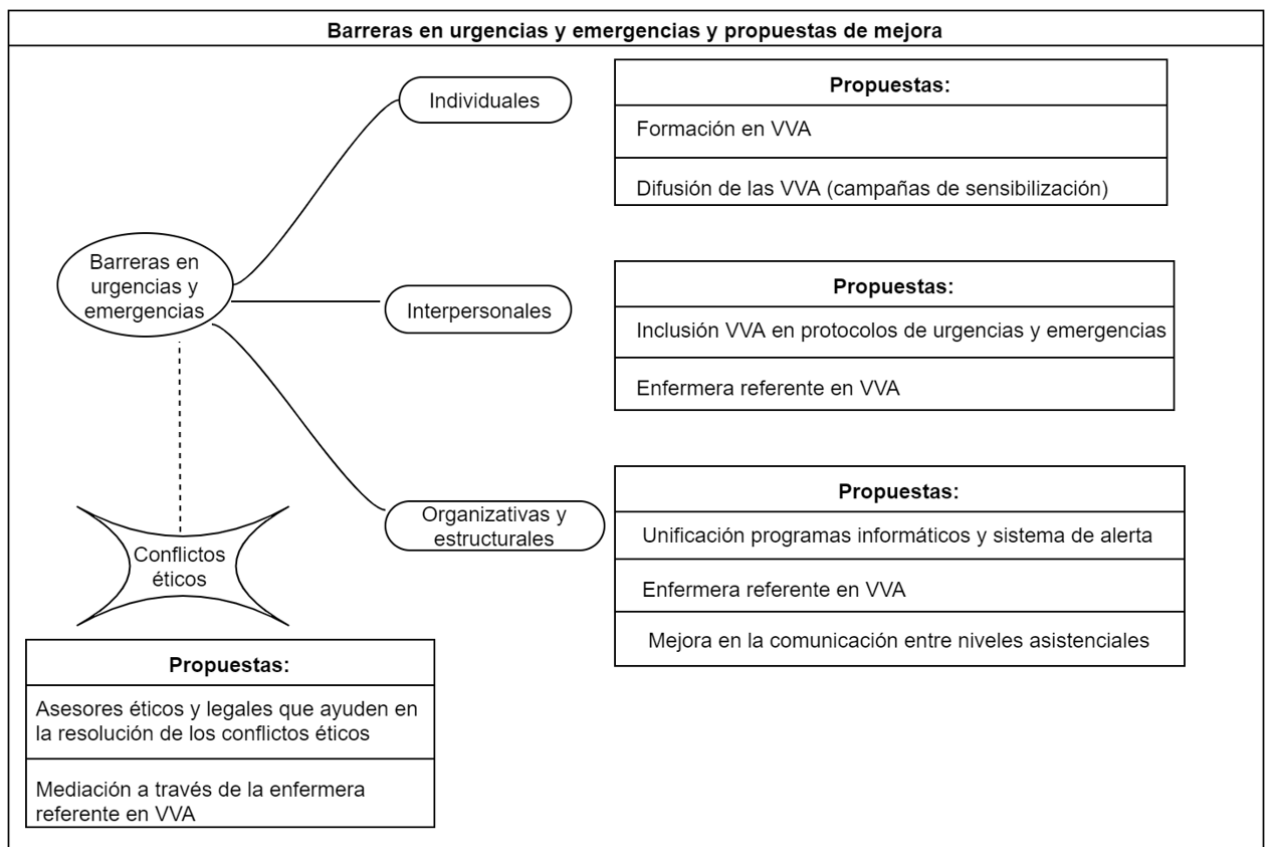 Barreras en urgencias y emergencias y propuestas de mejora
Individuales
Propuestas:
Formación en VVA
Difusión de las VVA (campañas de sensibilización)
Barreras en
urgencias y
emergencias
Interpersonales
Propuestas:
Inclusión VVA en protocolos de urgencias y emergencias
Enfermera referente en VVA
Organizativas y
estructurales
Propuestas:
Unificación programas informáticos y sistema de alerta
Enfermera referente en VVA
Mejora en la comunicación entre niveles asistenciales
Conflictos
éticos
Propuestas:
Asesores éticos y legales que ayuden en
la resolución de los conflictos éticos
Mediación a través de la enfermera
referente en VVA